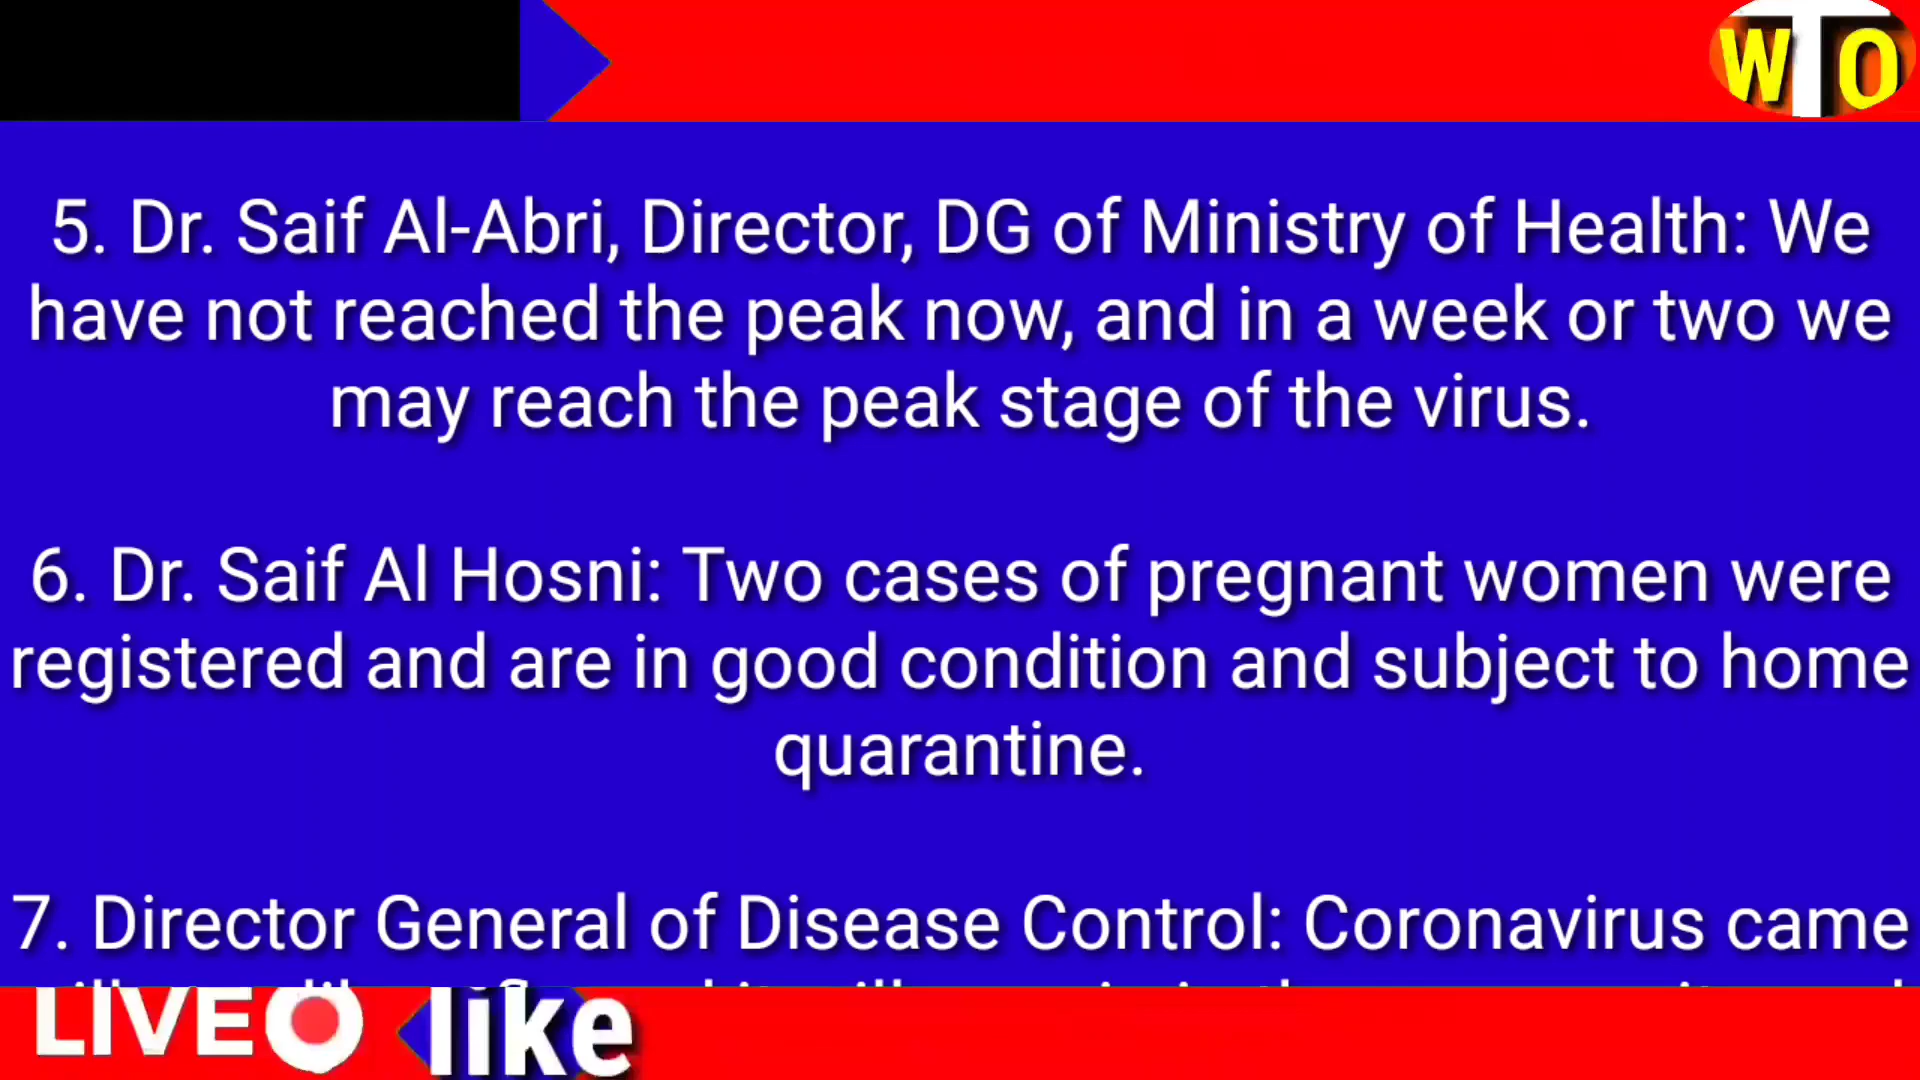 WTO
5. Dr. Saif Al-Abri, Director, DG of Ministry of Health: We
have not reached the peak now, and in a week or two we
may reach the peak stage of the virus.
6. Dr. Saif Al Hosni: Two cases of pregnant women were
registered and are in good condition and subject to home
quarantine.
7. Director General of Disease Control: Coronavirus came
LIVE like